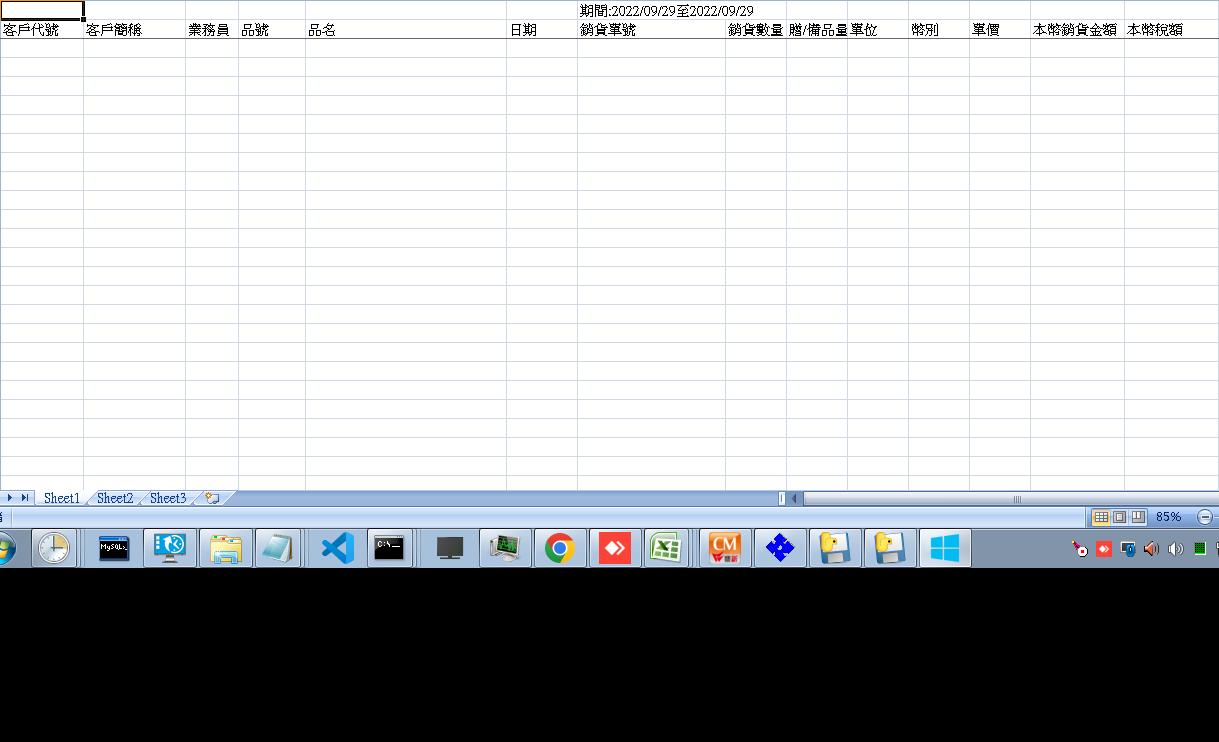 期間:2022/09/29至2022/09/29
客戶代號 客戶簡稱 業務員 品號 品名 日期 銷貨單號 銷貨數量 贈/備品量 單位 幣別 單價 本幣銷貨金額 本幣稅額
Sheet1 Sheet2 Sheet3
85%
MySQL
C:\
CM